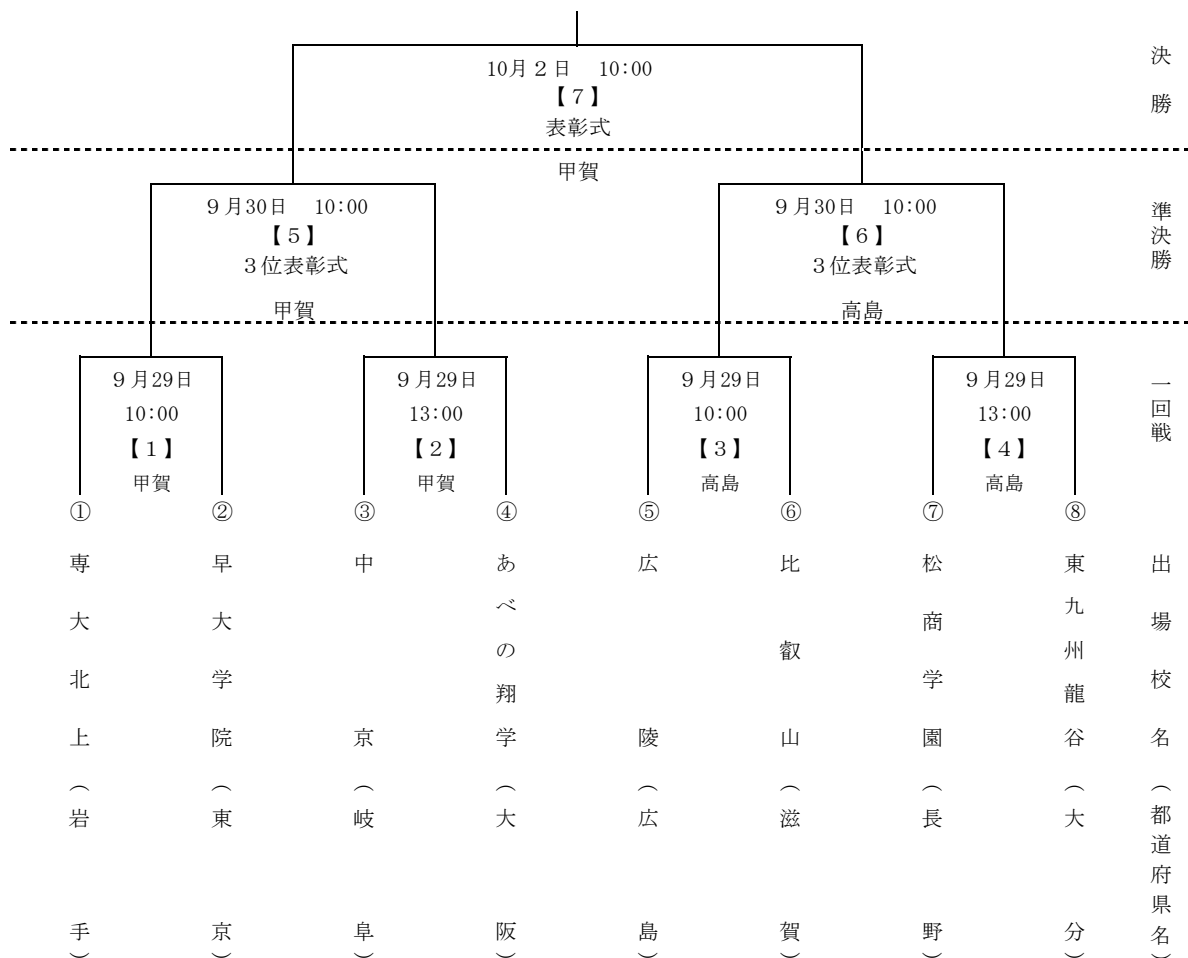 10月２日　10:00
【７】
表彰式
決勝
甲賀
９月30日　10:00
【５】
３位表彰式
甲賀
９月30日　10:00
【６】
３位表彰式
高島
準決勝
９月29日
10:00
【１】
甲賀
９月29日
13:00
【２】
甲賀
９月29日
10:00
【３】
高島
９月29日
13:00
【４】
高島
一回戦
①
専大北上（岩手）
②
早大学院（東京）
③
中京（岐阜）
④
あべの翔学（大阪）
⑤
広陵（広島）
⑥
比叡山（滋賀）
⑦
松商学園（長野）
⑧
東九州龍谷（大分）
出場校名（都道府県名）